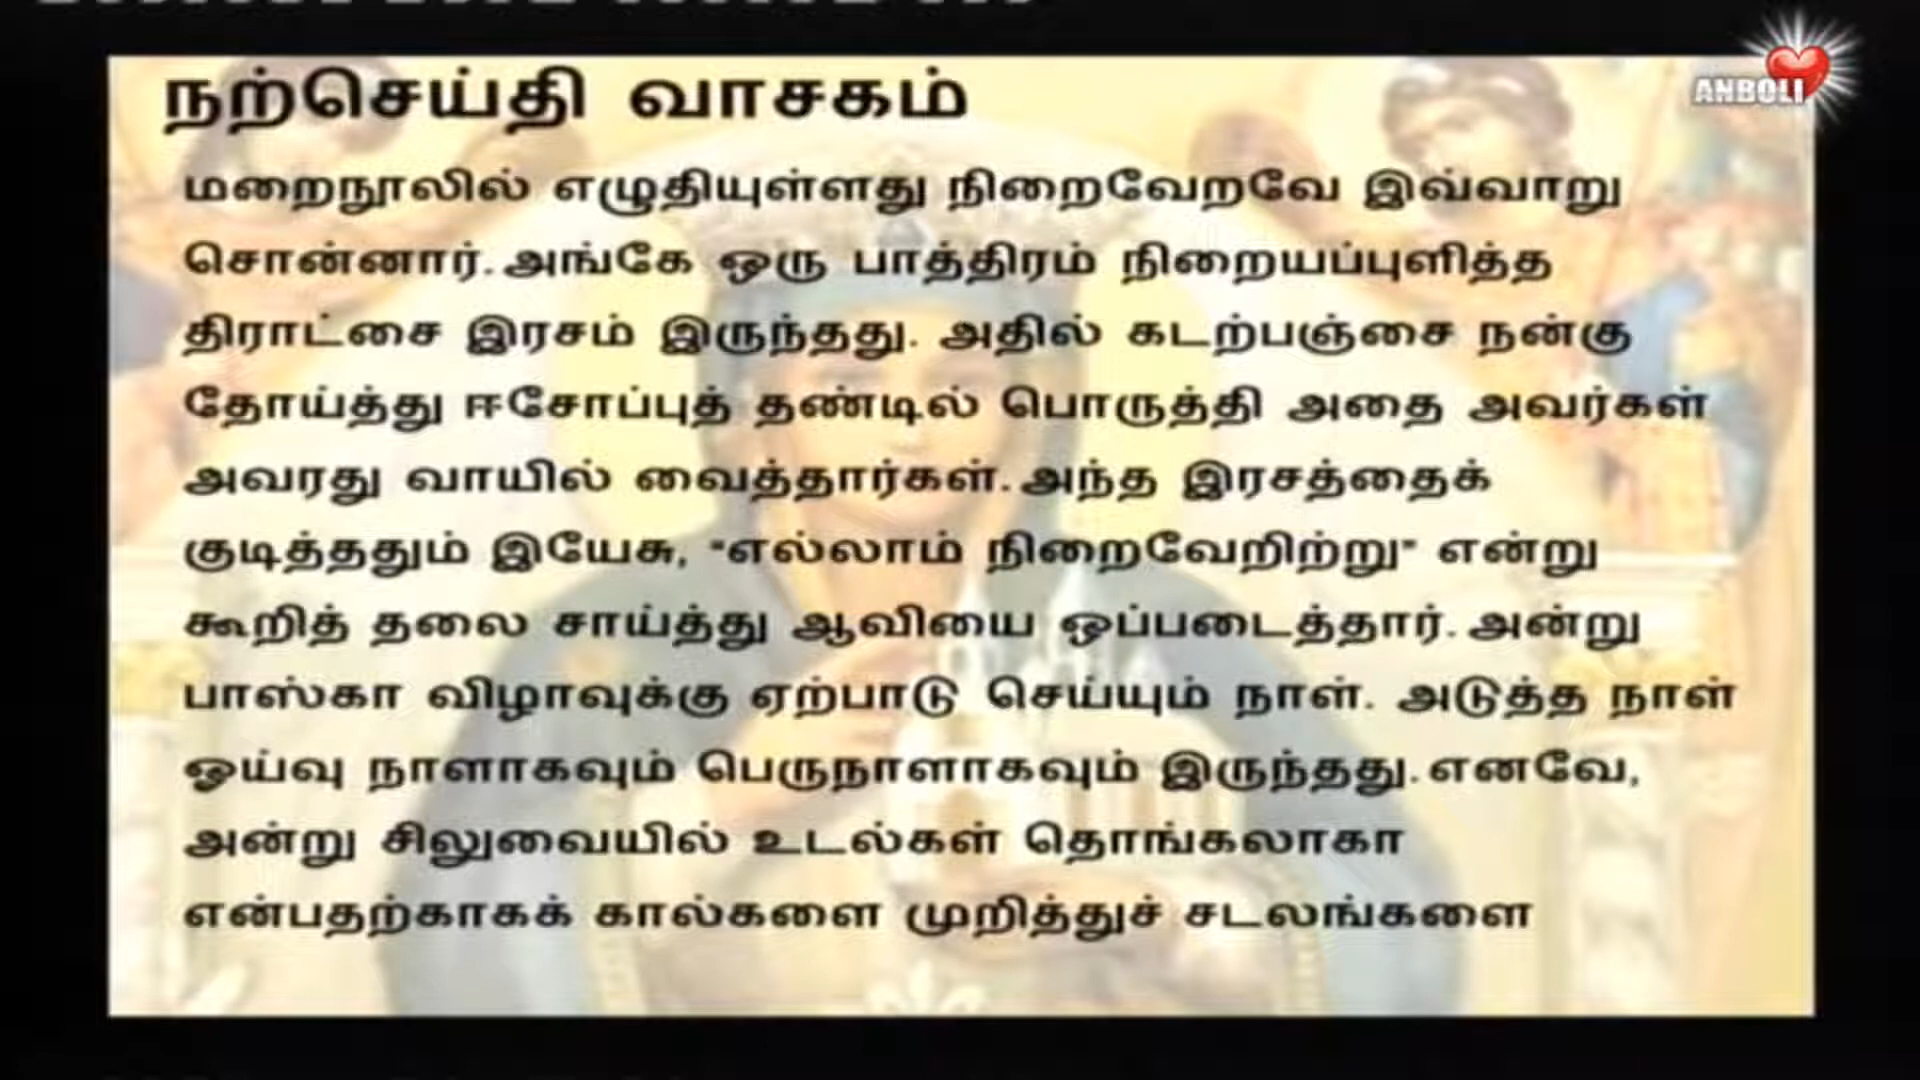 ANBOLI
நற்செய்தி வாசகம்
மறைநூலில் எழுதியுள்ளது நிறைவேறவே இவ்வாறு
சொன்னார். அங்கே ஒரு பாத்திரம் நிறையப்புளித்த
திராட்சை இரசம் இருந்தது. அதில் கடற்பஞ்சை நன்கு
தோய்த்து ஈசோப்புத் தண்டில் பொருத்தி அதை அவர்கள்
அவரது வாயில் வைத்தார்கள். அந்த இரசத்தைக்
குடித்ததும் இயேசு, "எல்லாம் நிறைவேறிற்று" என்று
கூறித் தலை சாய்த்து ஆவியை ஒப்படைத்தார். அன்று
பாஸ்கா விழாவுக்கு ஏற்பாடு செய்யும் நாள். அடுத்த நாள்
ஓய்வு நாளாகவும் பெருநாளாகவும் இருந்தது. எனவே,
அன்று சிலுவையில் உடல்கள் தொங்கலாகா
என்பதற்காகக் கால்களை முறித்துச் சடலங்களை